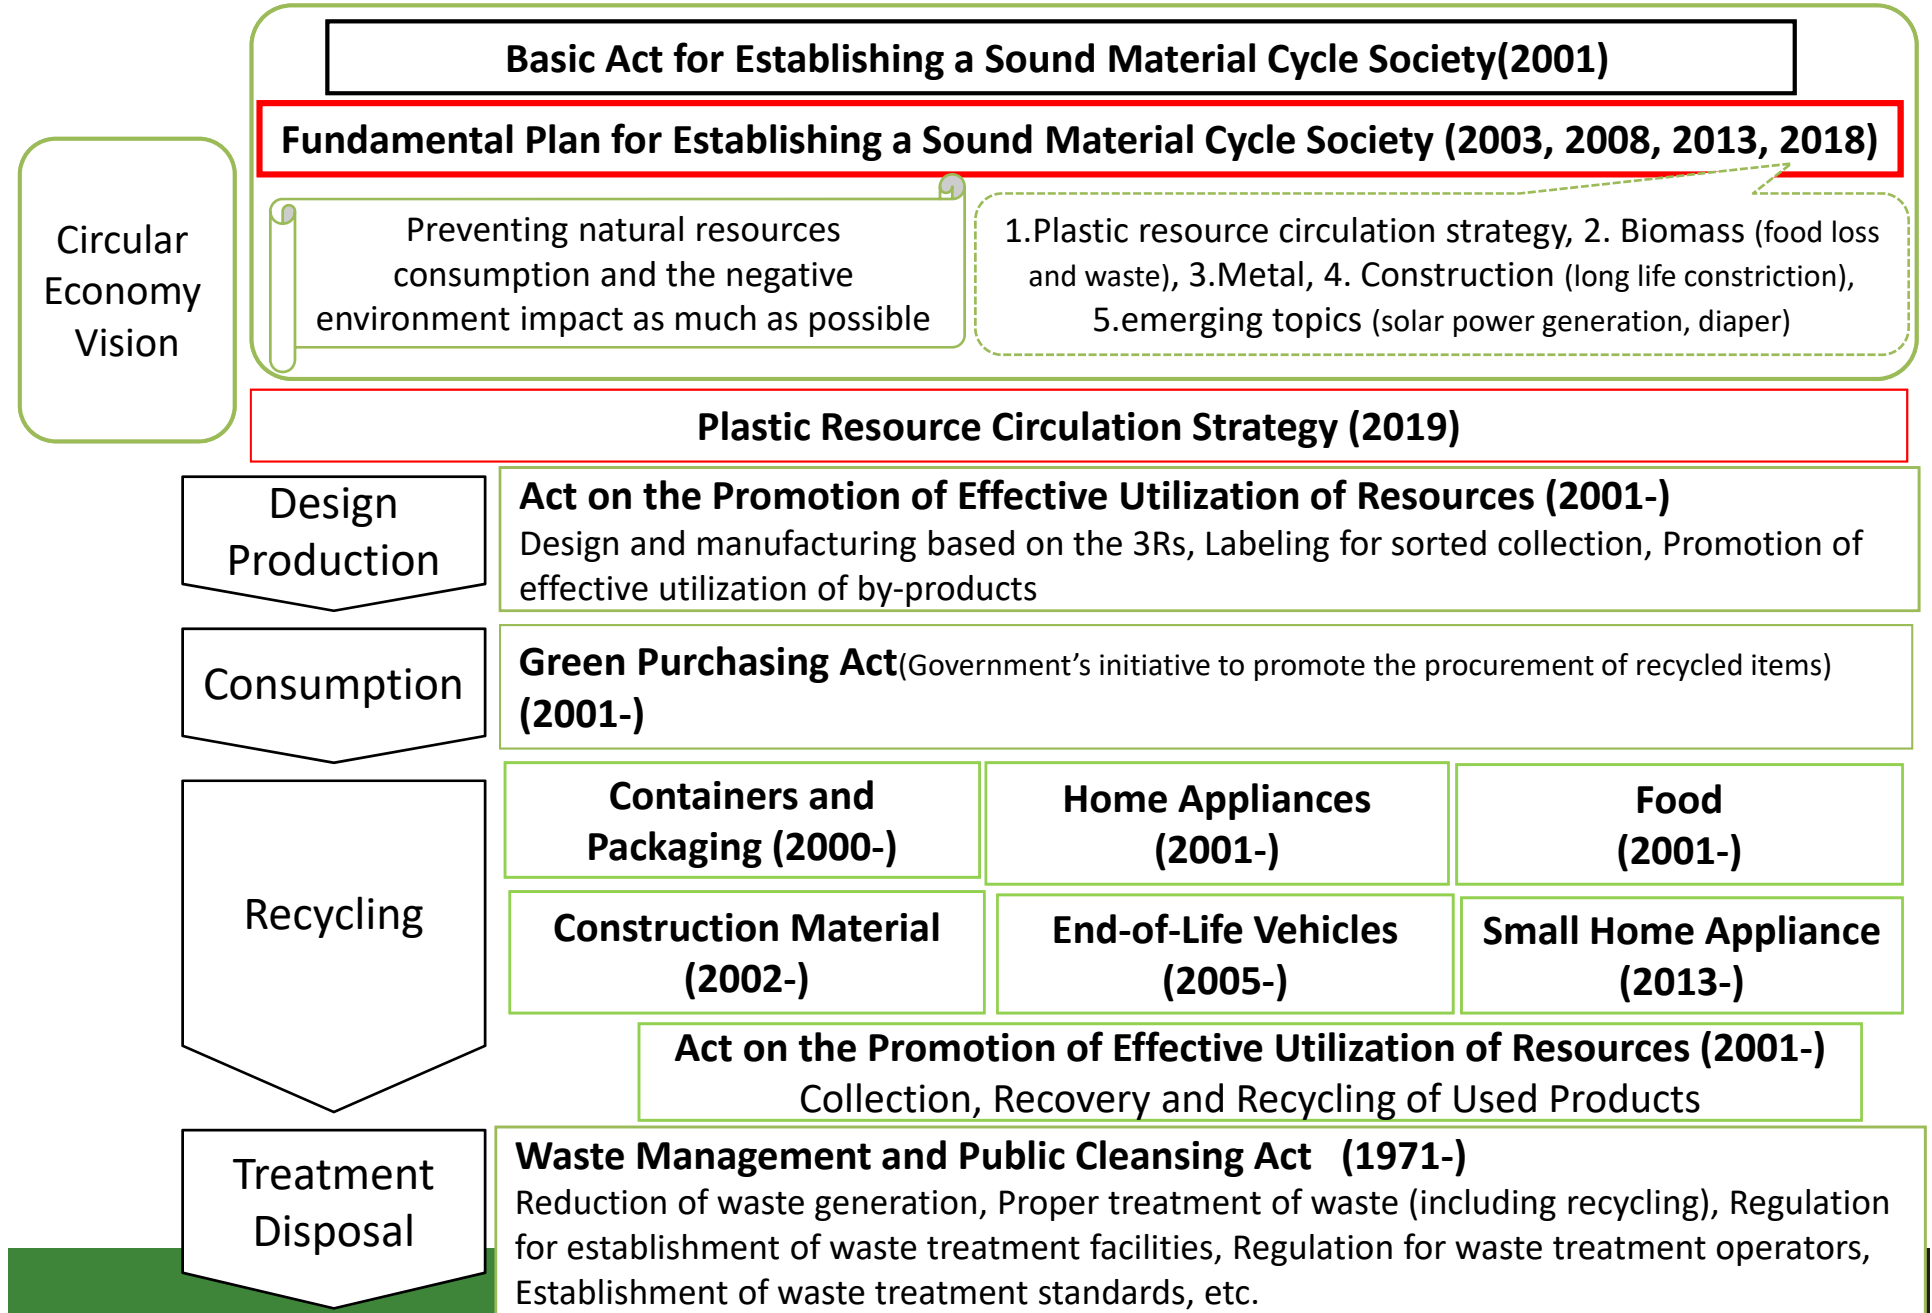 Basic Act for Establishing a Sound Material Cycle Society(2001)
Fundamental Plan for Establishing a Sound Material Cycle Society (2003, 2008, 2013, 2018)
Circular
Economy
Vision
Preventing natural resources
consumption and the negative
environment impact as much as possible
1.Plastic resource circulation strategy, 2. Biomass (food loss
and waste), 3.Metal, 4. Construction (long life constriction),
5.emerging topics (solar power generation, diaper)
Plastic Resource Circulation Strategy (2019)
Design
Production
Act on the Promotion of Effective Utilization of Resources (2001-)
Design and manufacturing based on the 3Rs, Labeling for sorted collection, Promotion of
effective utilization of by-products
Consumption
Green Purchasing Act(Government’s initiative to promote the procurement of recycled items)
(2001-)
Recycling
Containers and
Packaging (2000-)
Home Appliances
(2001-)
Food
(2001-)
Construction Material
(2002-)
End-of-Life Vehicles
(2005-)
Small Home Appliance
(2013-)
Act on the Promotion of Effective Utilization of Resources (2001-)
Collection, Recovery and Recycling of Used Products
Treatment
Disposal
Waste Management and Public Cleansing Act (1971-)
Reduction of waste generation, Proper treatment of waste (including recycling), Regulation
for establishment of waste treatment facilities, Regulation for waste treatment operators,
Establishment of waste treatment standards, etc.